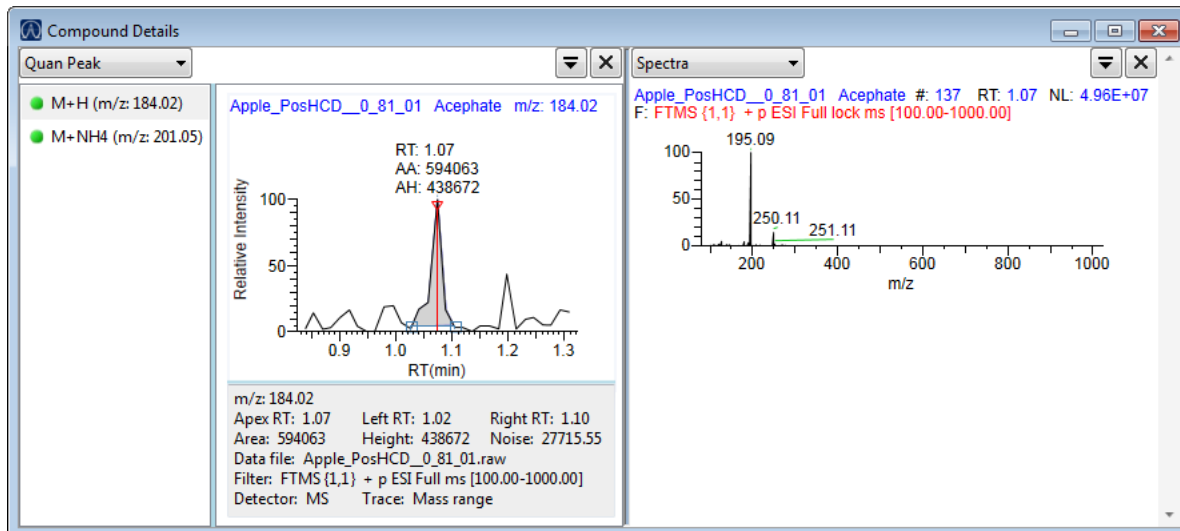 Compound Details
Quan Peak
M+H (m/z: 184.02)
M+NH4 (m/z: 201.05)
Apple_PosHCD__0_81_01 Acephate m/z: 184.02
RT: 1.07
AA: 594063
AH: 438672
100
50
0
Relative Intensity
0.9 1.0 1.1 1.2 1.3
RT(min)
m/z: 184.02
Apex RT: 1.07 Left RT: 1.02 Right RT: 1.10
Area: 594063 Height: 438672 Noise: 27715.55
Data file: Apple_PosHCD__0_81_01.raw
Filter: FTMS {1,1} + p ESI Full ms [100.00-1000.00]
Detector: MS Trace: Mass range
Spectra
Apple_PosHCD__0_81_01 Acephate #: 137 RT: 1.07 NL: 4.96E+07
F: FTMS {1,1} + p ESI Full lock ms [100.00-1000.00]
195.09
100
50
0
250.11
251.11
200 400 600 800 1000
m/z